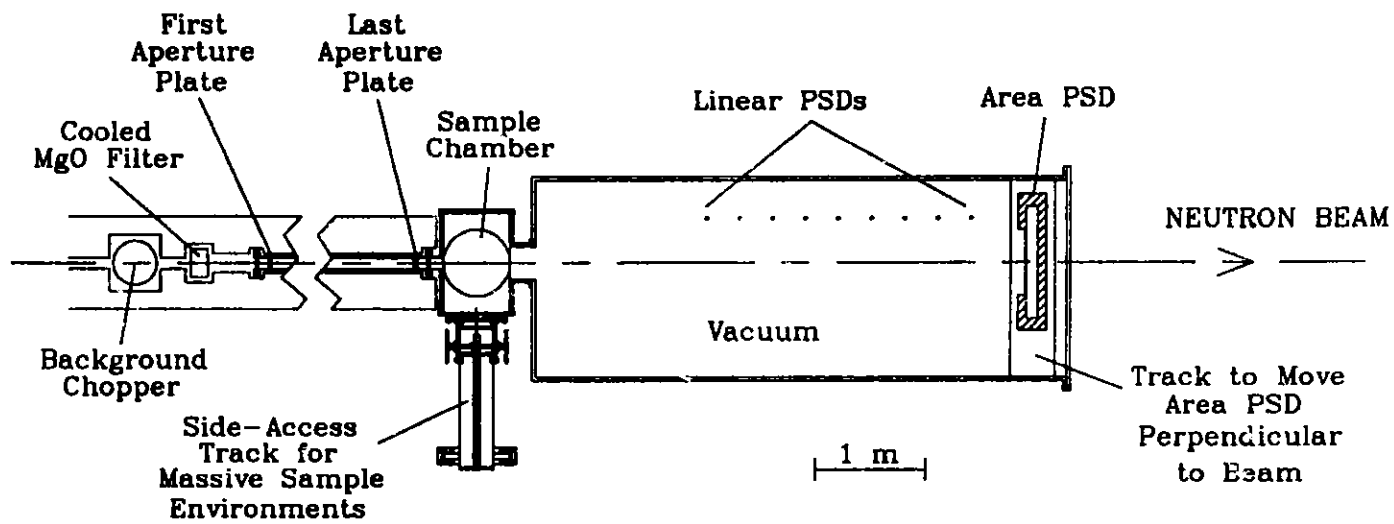 First
Aperture
Plate
Last
Aperture
Plate
Linear PSDs
Area PSD
Cooled
MgO Filter
Sample
Chamber
NEUTRON BEAM
Background
Chopper
Vacuum
Side-Access
Track for
Massive Sample
Environments
1 m
Track to Move
Area PSD
Perpendicular
to Beam